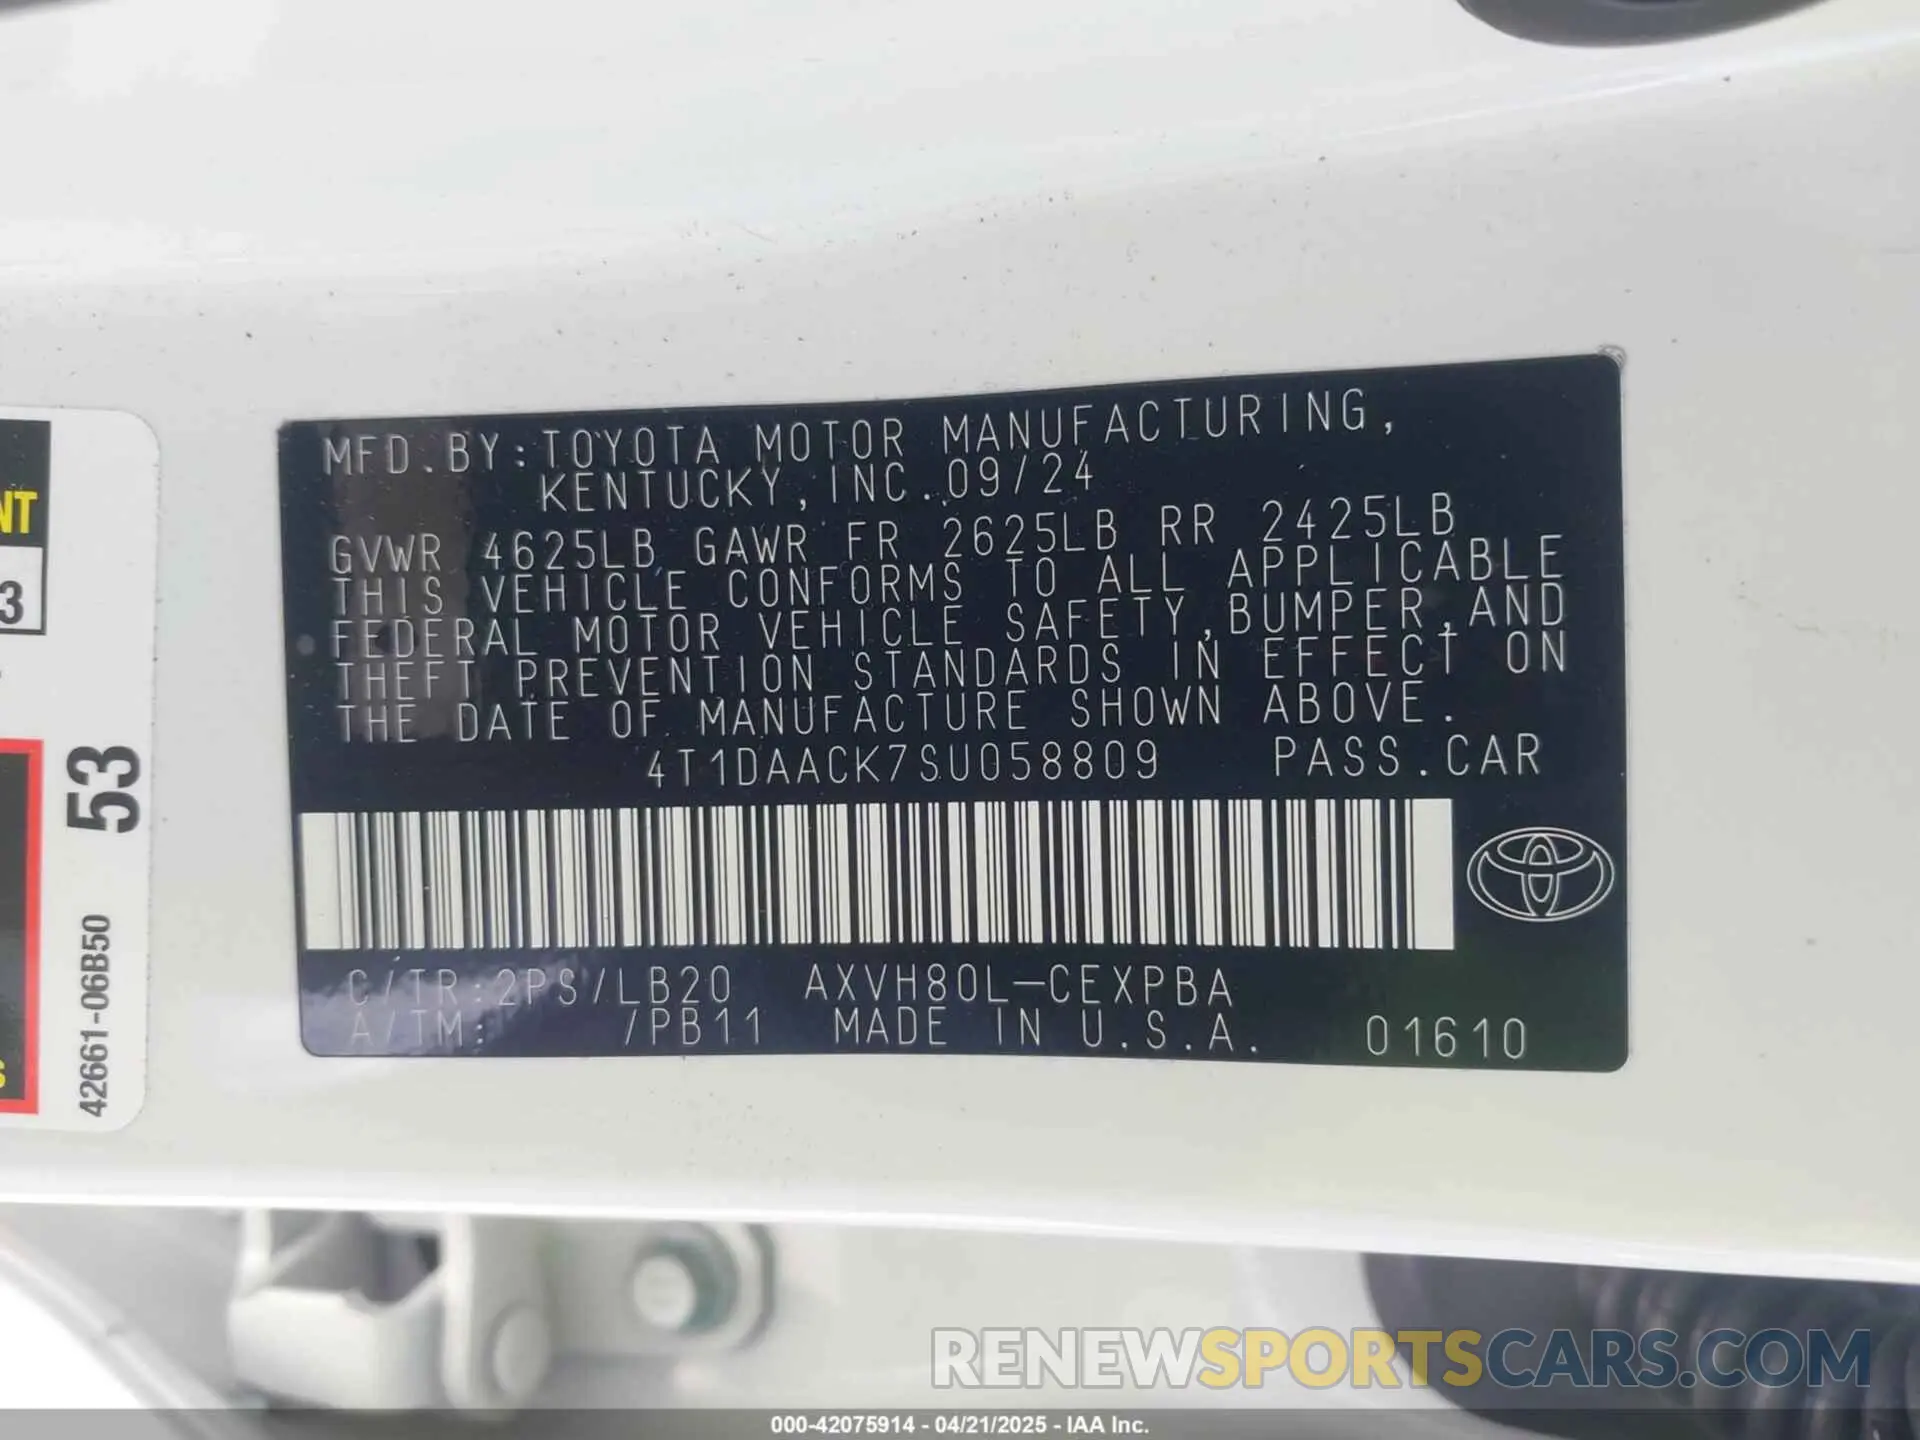 MFD.BY:TOYOTA MOTOR MANUFACTURING,
KENTUCKY,INC.09/24
GVWR 4625LB GAWR FR 2625LB RR 2425LB
THIS VEHICLE CONFORMS TO ALL APPLICABLE
FEDERAL MOTOR VEHICLE SAFETY,BUMPER,AND
THEFT PREVENTION STANDARDS IN EFFECT ON
THE DATE OF MANUFACTURE SHOWN ABOVE.
4T1DAACK7SU058809 PASS.CAR
C/TR:2PS/LB20 AXVH80L-CEXPBA
A/TM: /PB11 MADE IN U.S.A. 01610
NT
3
53
42661-06B50
S
RENEWSPORTSCARS.COM
000-42075914 - 04/21/2025 - IAA Inc.